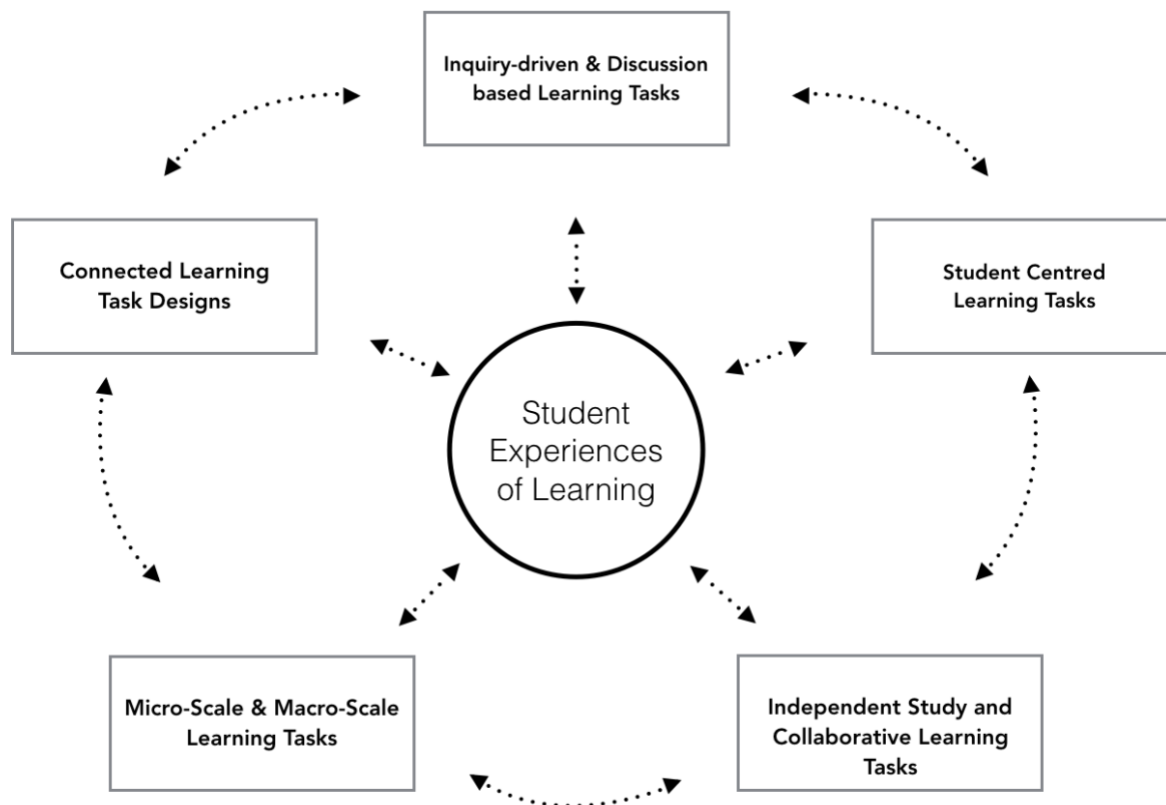 Inquiry-driven & Discussion
based Learning Tasks
Connected Learning
Task Designs
Student Centred
Learning Tasks
Student
Experiences
of Learning
Micro-Scale & Macro-Scale
Learning Tasks
Independent Study and
Collaborative Learning
Tasks